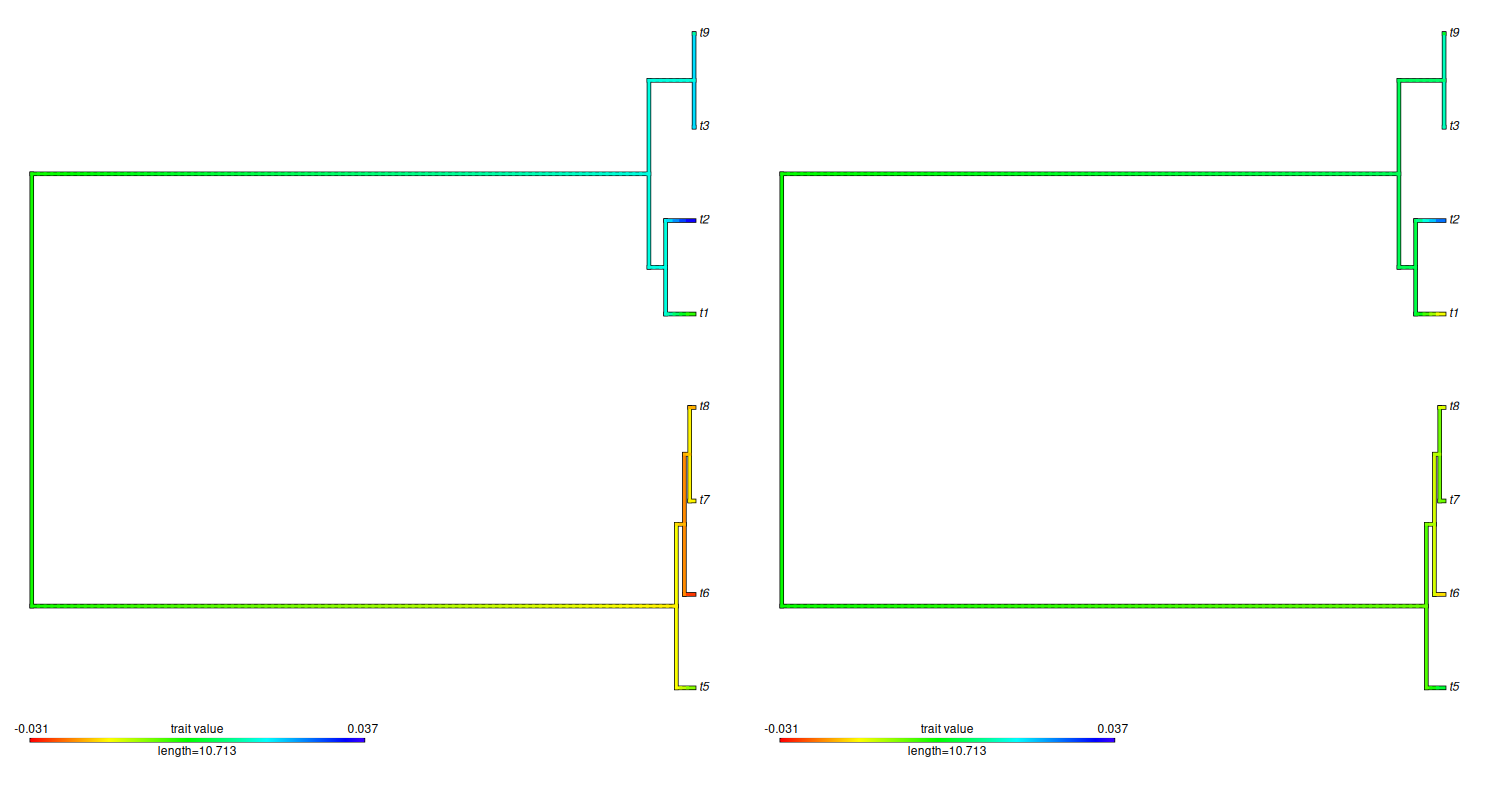 t9
t3
t2
t1
t8
t7
t6
t5
-0.031 trait value 0.037
length=10.713
t9
t3
t2
t1
t8
t7
t6
t5
-0.031 trait value 0.037
length=10.713